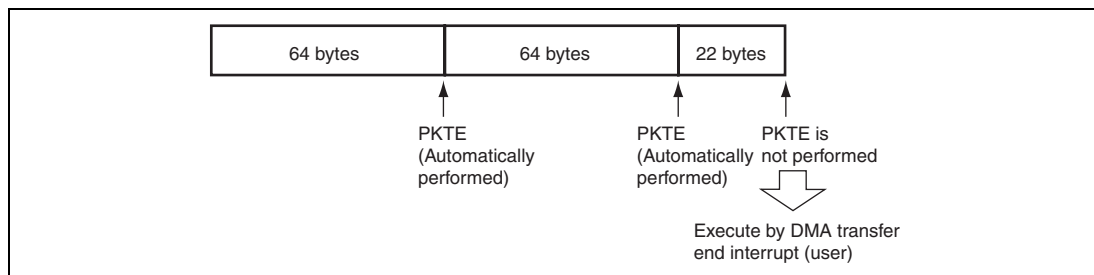 64 bytes
64 bytes
22 bytes
PKTE
(Automatically
performed)
PKTE
(Automatically
performed)
PKTE is
not performed
Execute by DMA transfer
end interrupt (user)